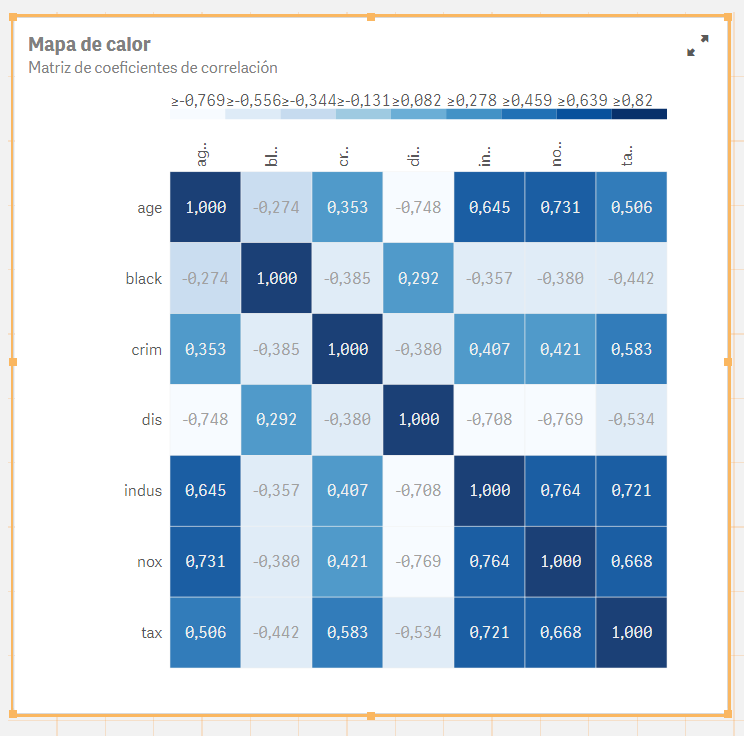 Mapa de calor
Matriz de coeficientes de correlación
≥-0,769≥-0,556≥-0,344≥-0,131≥0,082 ≥0,278 ≥0,459 ≥0,639 ≥0,82
ag.. bl.. cr.. di.. in.. no.. ta..
age 1,000 -0,274 0,353 -0,748 0,645 0,731 0,506
black -0,274 1,000 -0,385 0,292 -0,357 -0,380 -0,442
crim 0,353 -0,385 1,000 -0,380 0,407 0,421 0,583
dis -0,748 0,292 -0,380 1,000 -0,708 -0,769 -0,534
indus 0,645 -0,357 0,407 -0,708 1,000 0,764 0,721
nox 0,731 -0,380 0,421 -0,769 0,764 1,000 0,668
tax 0,506 -0,442 0,583 -0,534 0,721 0,668 1,000